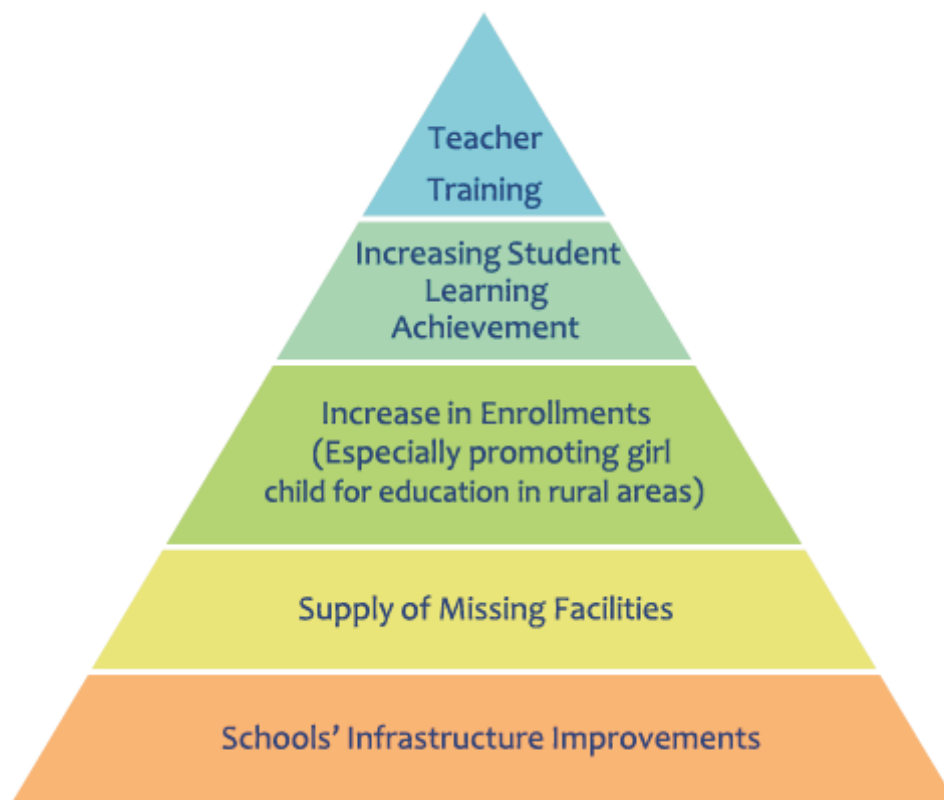 Teacher
Training
Increasing Student
Learning
Achievement
Increase in Enrollments
(Especially promoting girl
child for education in rural areas)
Supply of Missing Facilities
Schools’ Infrastructure Improvements